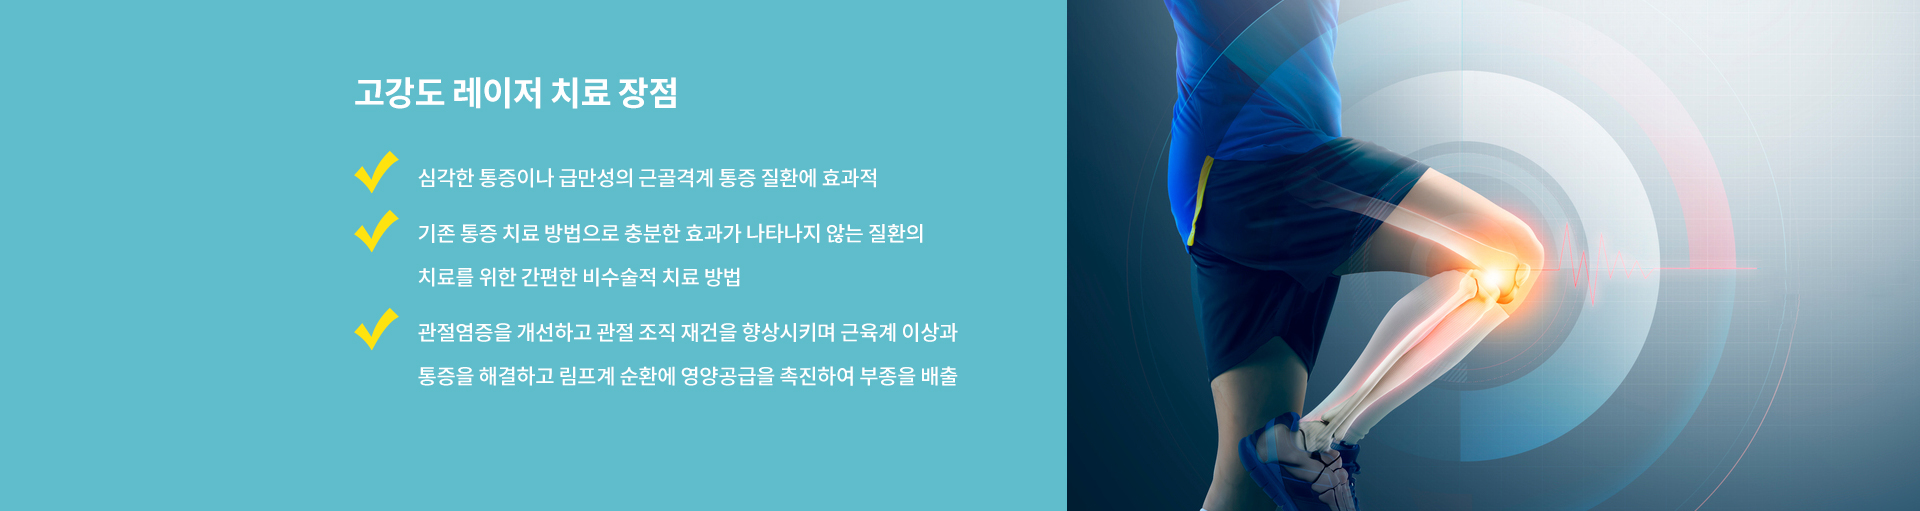 고강도 레이저 치료 장점
심각한 통증이나 급만성의 근골격계 통증 질환에 효과적
기존 통증 치료 방법으로 충분한 효과가 나타나지 않는 질환의
치료를 위한 간편한 비수술적 치료 방법
관절염증을 개선하고 관절 조직 재건을 향상시키며 근육계 이상과
통증을 해결하고 림프계 순환에 영양공급을 촉진하여 부종을 배출